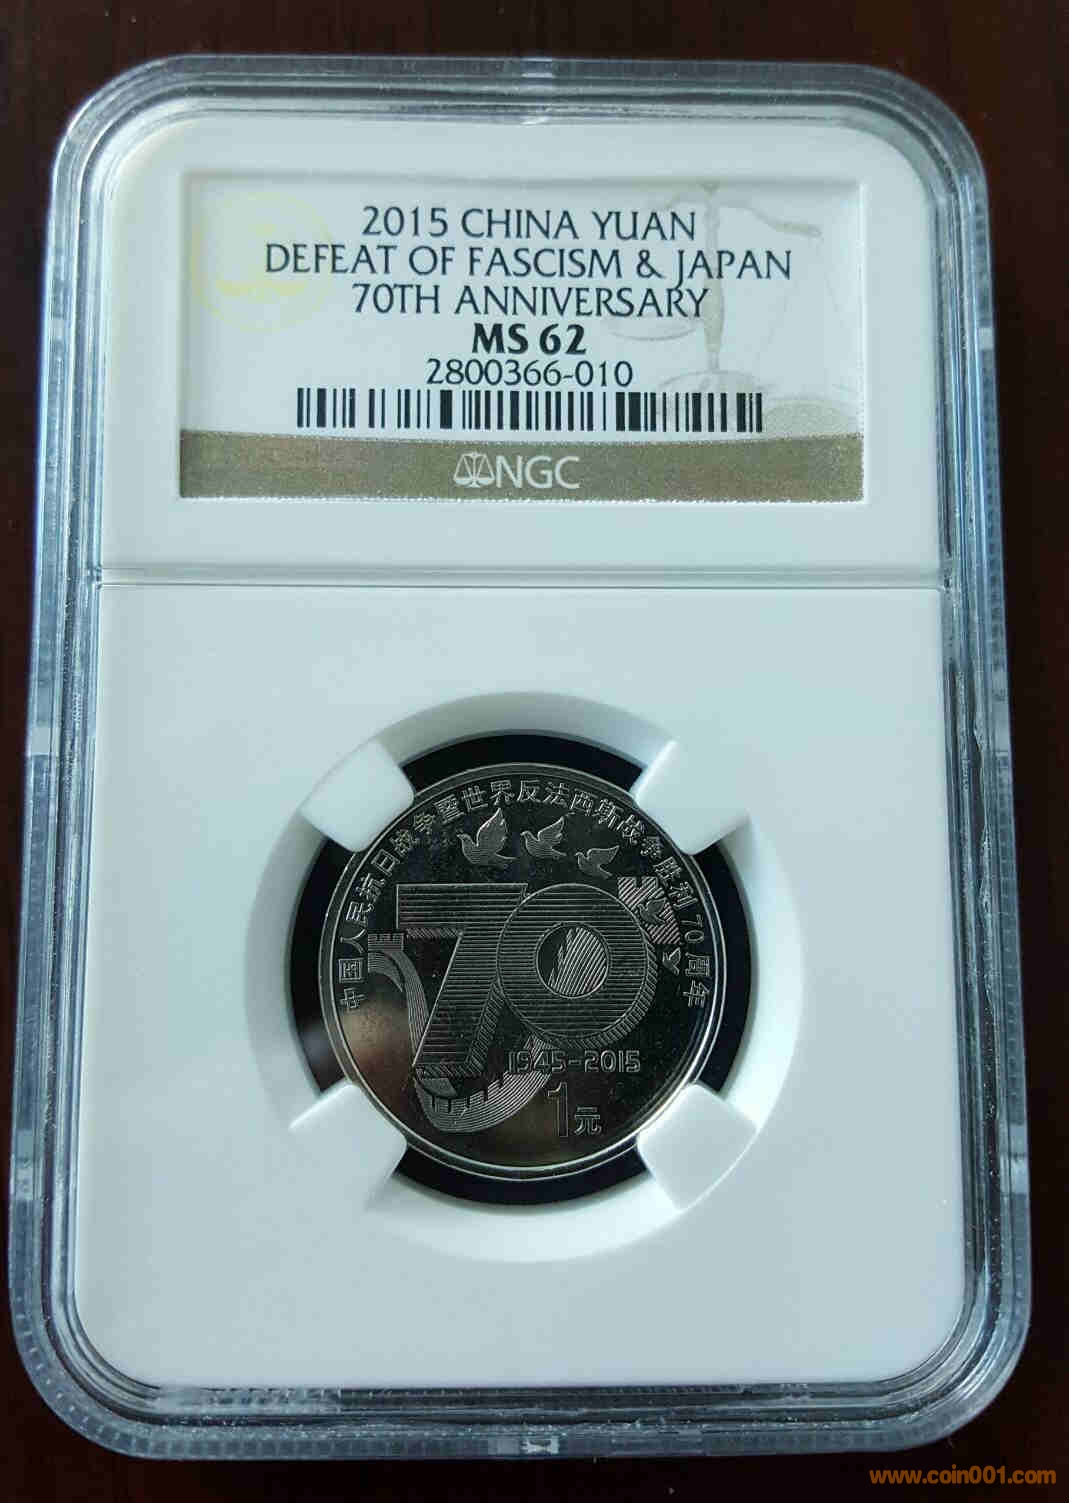 2015 CHINA YUAN
DEFEAT OF FASCISM & JAPAN
70TH ANNIVERSARY
MS 62
2800366-010
NGC
中国人民抗日战争暨世界反法西斯战争胜利70周年
70
1945-2015
1元
www.coin001.com